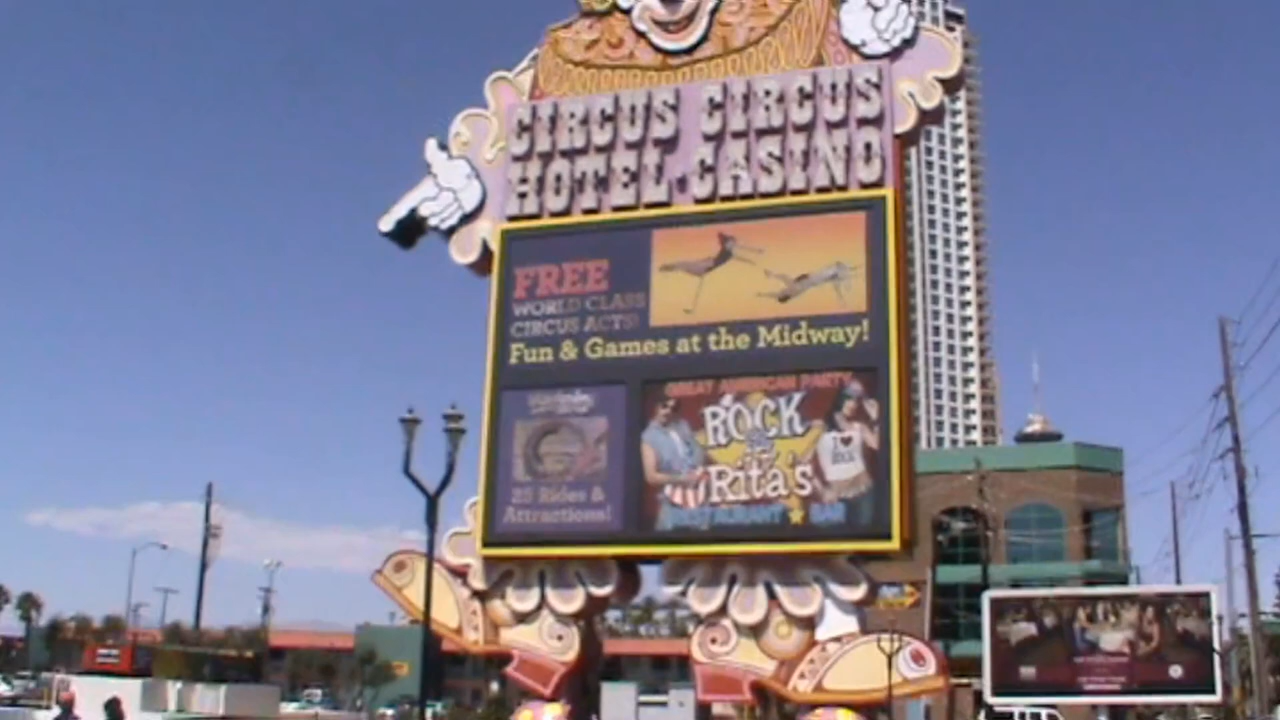 CIRCUS CIRCUS
HOTEL·CASINO
FREE
WORLD CLASS
CIRCUS ACTS!
Fun & Games at the Midway!
25 Rides &
Attractions!
GREAT AMERICAN PARTY
ROCK
Rita's
RESTAURANT ★ BAR
I ♥